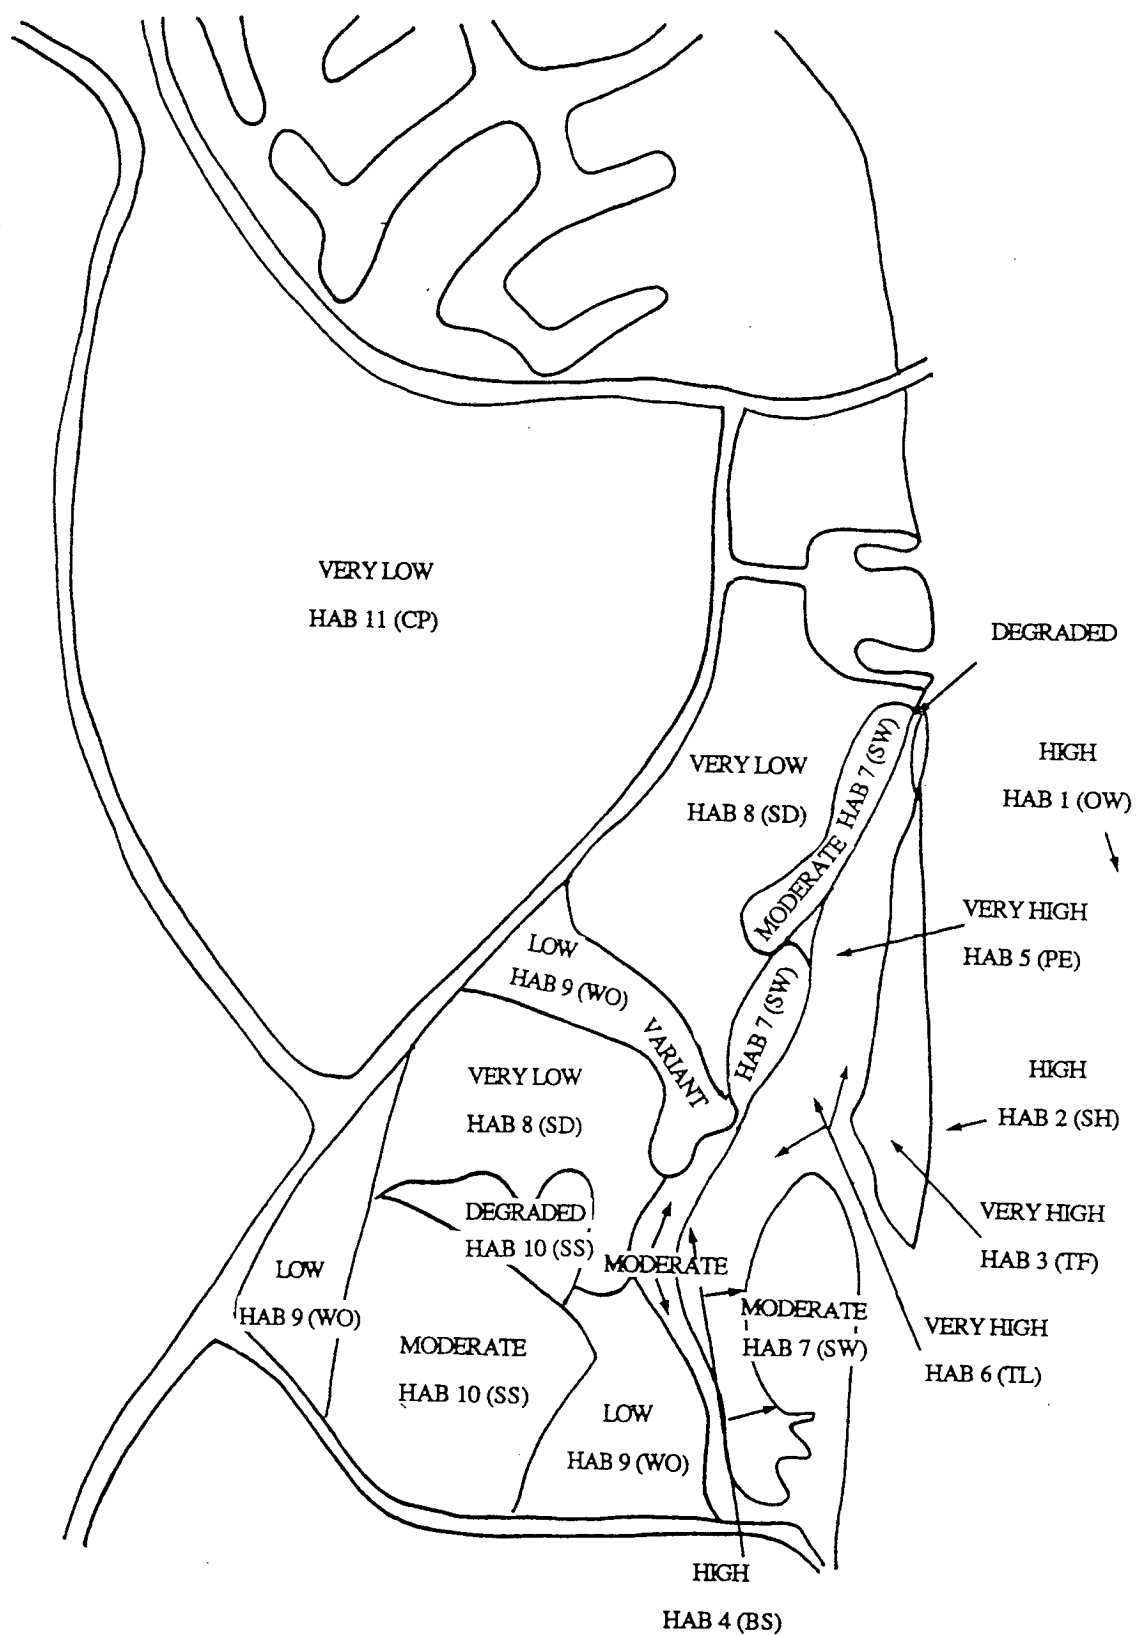 VERY LOW
HAB 11 (CP)
DEGRADED
HIGH
HAB 1 (OW)
VERY LOW
HAB 8 (SD)
MODERATE HAB 7 (SW)
VERY HIGH
HAB 5 (PE)
LOW
HAB 9 (WO)
VARIANT
HAB 7 (SW)
VERY LOW
HAB 8 (SD)
HIGH
HAB 2 (SH)
DEGRADED
HAB 10 (SS)
VERY HIGH
HAB 3 (TF)
MODERATE
LOW
HAB 9 (WO)
MODERATE
HAB 7 (SW)
VERY HIGH
HAB 6 (TL)
MODERATE
HAB 10 (SS)
LOW
HAB 9 (WO)
HIGH
HAB 4 (BS)